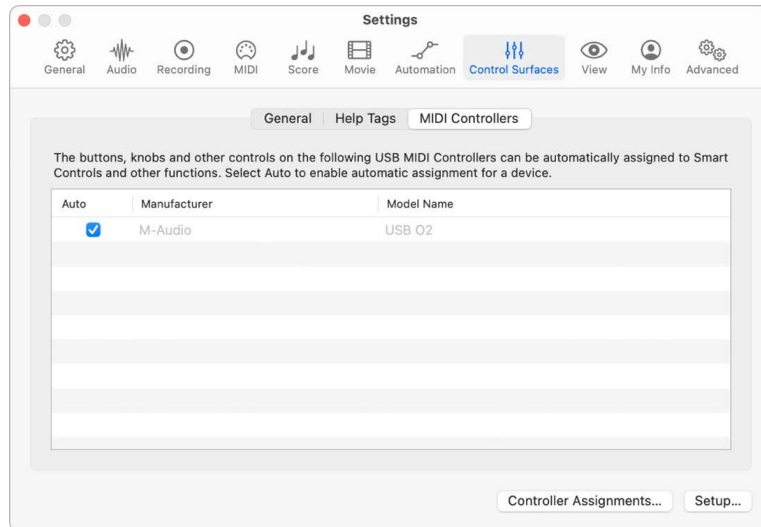 Settings
General Audio Recording MIDI Score Movie Automation Control Surfaces View My Info Advanced
General Help Tags MIDI Controllers
The buttons, knobs and other controls on the following USB MIDI Controllers can be automatically assigned to Smart
Controls and other functions. Select Auto to enable automatic assignment for a device.
Auto Manufacturer Model Name
M-Audio USB O2
Controller Assignments... Setup...